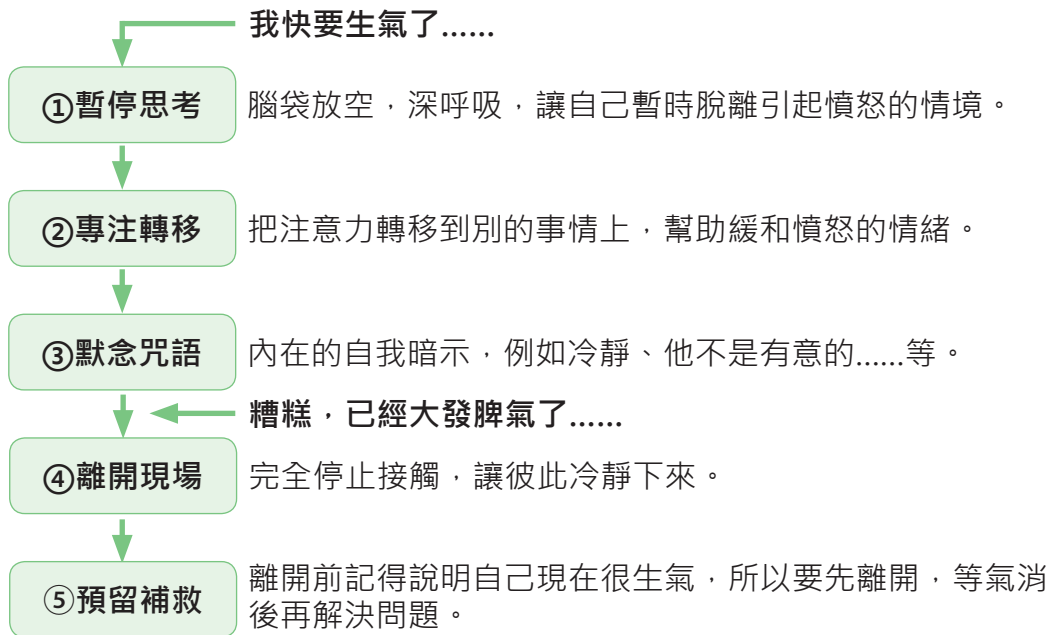 我快要生氣了......
①暫停思考
腦袋放空，深呼吸，讓自己暫時脫離引起憤怒的情境。
②專注轉移
把注意力轉移到別的事情上，幫助緩和憤怒的情緒。
③默念咒語
內在的自我暗示，例如冷靜、他不是有意的......等。
糟糕，已經大發脾氣了......
④離開現場
完全停止接觸，讓彼此冷靜下來。
⑤預留補救
離開前記得說明自己現在很生氣，所以要先離開，等氣消
後再解決問題。